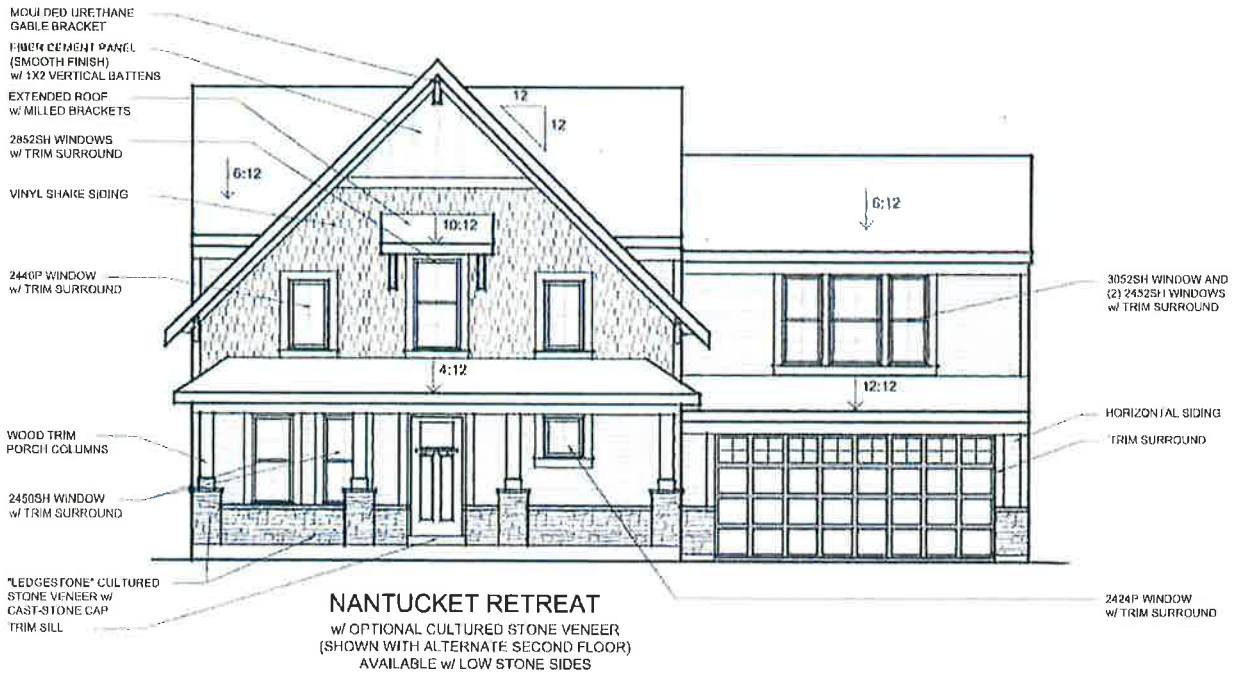 MOULDED URETHANE
GABLE BRACKET
FIBER CEMENT PANEL
(SMOOTH FINISH)
w/ 1X2 VERTICAL BATTENS
EXTENDED ROOF
w/ MILLED BRACKETS
2852SH WINDOWS
w/ TRIM SURROUND
VINYL SHAKE SIDING
2440P WINDOW
w/ TRIM SURROUND
WOOD TRIM
PORCH COLUMNS
2450SH WINDOW
w/ TRIM SURROUND
"LEDGESTONE" CULTURED
STONE VENEER w/
CAST-STONE CAP
TRIM SILL
12
12
6:12
10:12
6:12
4:12
12:12
3052SH WINDOW AND
(2) 2452SH WINDOWS
w/ TRIM SURROUND
HORIZONTAL SIDING
TRIM SURROUND
2424P WINDOW
w/ TRIM SURROUND
NANTUCKET RETREAT
w/ OPTIONAL CULTURED STONE VENEER
(SHOWN WITH ALTERNATE SECOND FLOOR)
AVAILABLE w/ LOW STONE SIDES